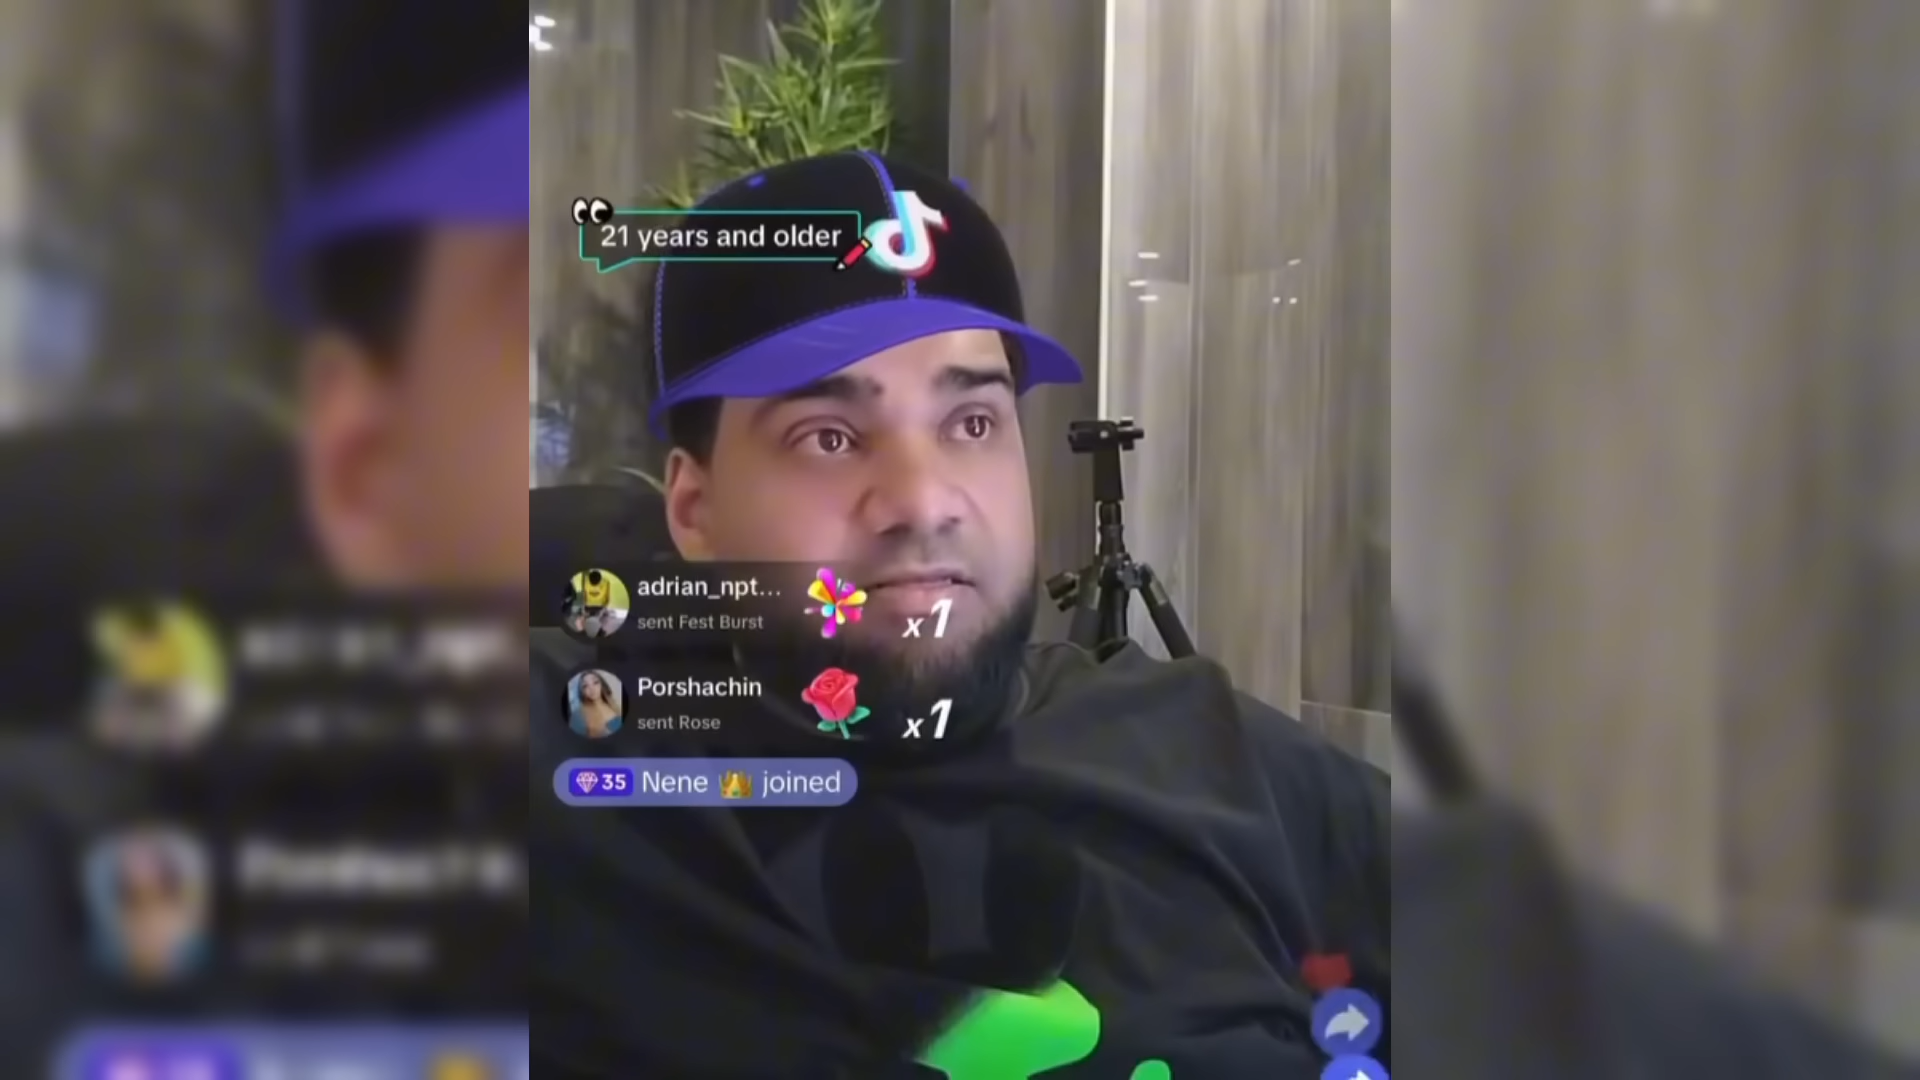 21 years and older
adrian_npt...
sent Fest Burst
x1
Porshachin
sent Rose
x1
35 Nene joined